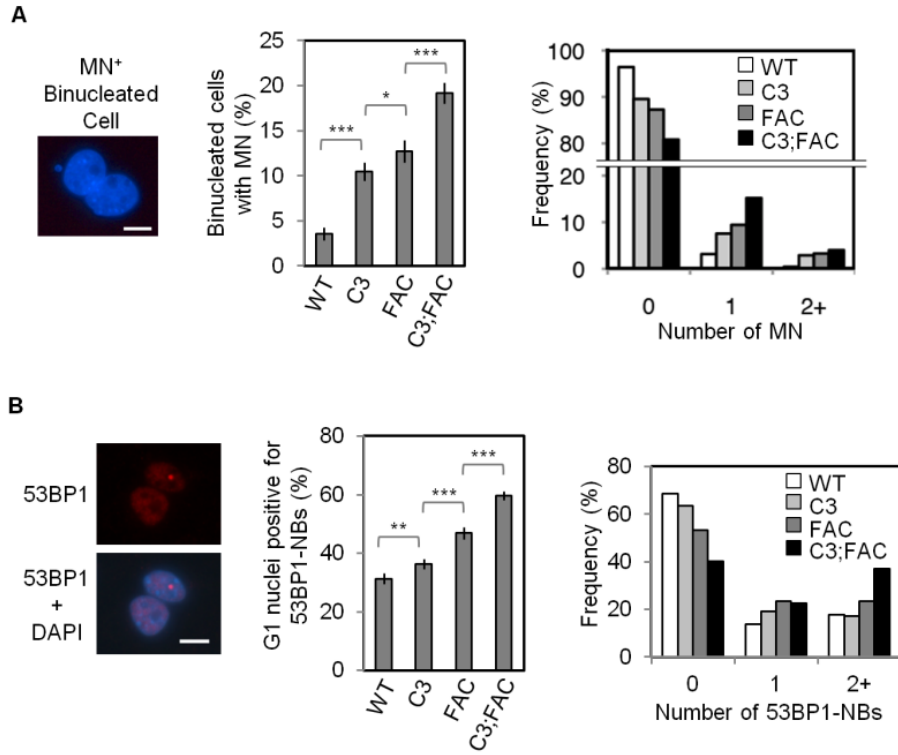 A
MN+
Binucleated
Cell
Binucleated cells
with MN (%)
25
20
15
10
5
0
***
*
***
WT
C3
FAC
C3;FAC
Frequency (%)
100
90
80
20
10
0
WT
C3
FAC
C3;FAC
0 1 2+
Number of MN
B
53BP1
53BP1
+
DAPI
G1 nuclei positive for
53BP1-NBs (%)
80
60
40
20
0
**
***
***
WT
C3
FAC
C3;FAC
Frequency (%)
80
60
40
20
0
WT
C3
FAC
C3;FAC
0 1 2+
Number of 53BP1-NBs